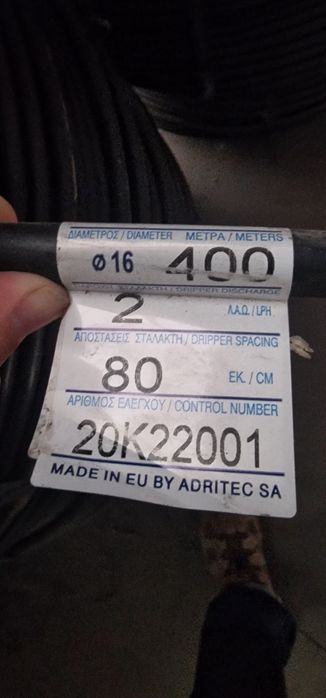 ΔΙΑΜΕΤΡΟΣ / DIAMETER ΜΕΤΡΑ / METERS
Ø16 400
ΣΤΑΛΑΚΤΗ / DRIPPER DISCHARGE
2 Λ.Α.Ω. / LPH
ΑΠΟΣΤΑΣΕΙΣ ΣΤΑΛΑΚΤΗ / DRIPPER SPACING
80 ΕΚ. / CM
ΑΡΙΘΜΟΣ ΕΛΕΓΧΟΥ / CONTROL NUMBER
20K22001
MADE IN EU BY ADRITEC SA